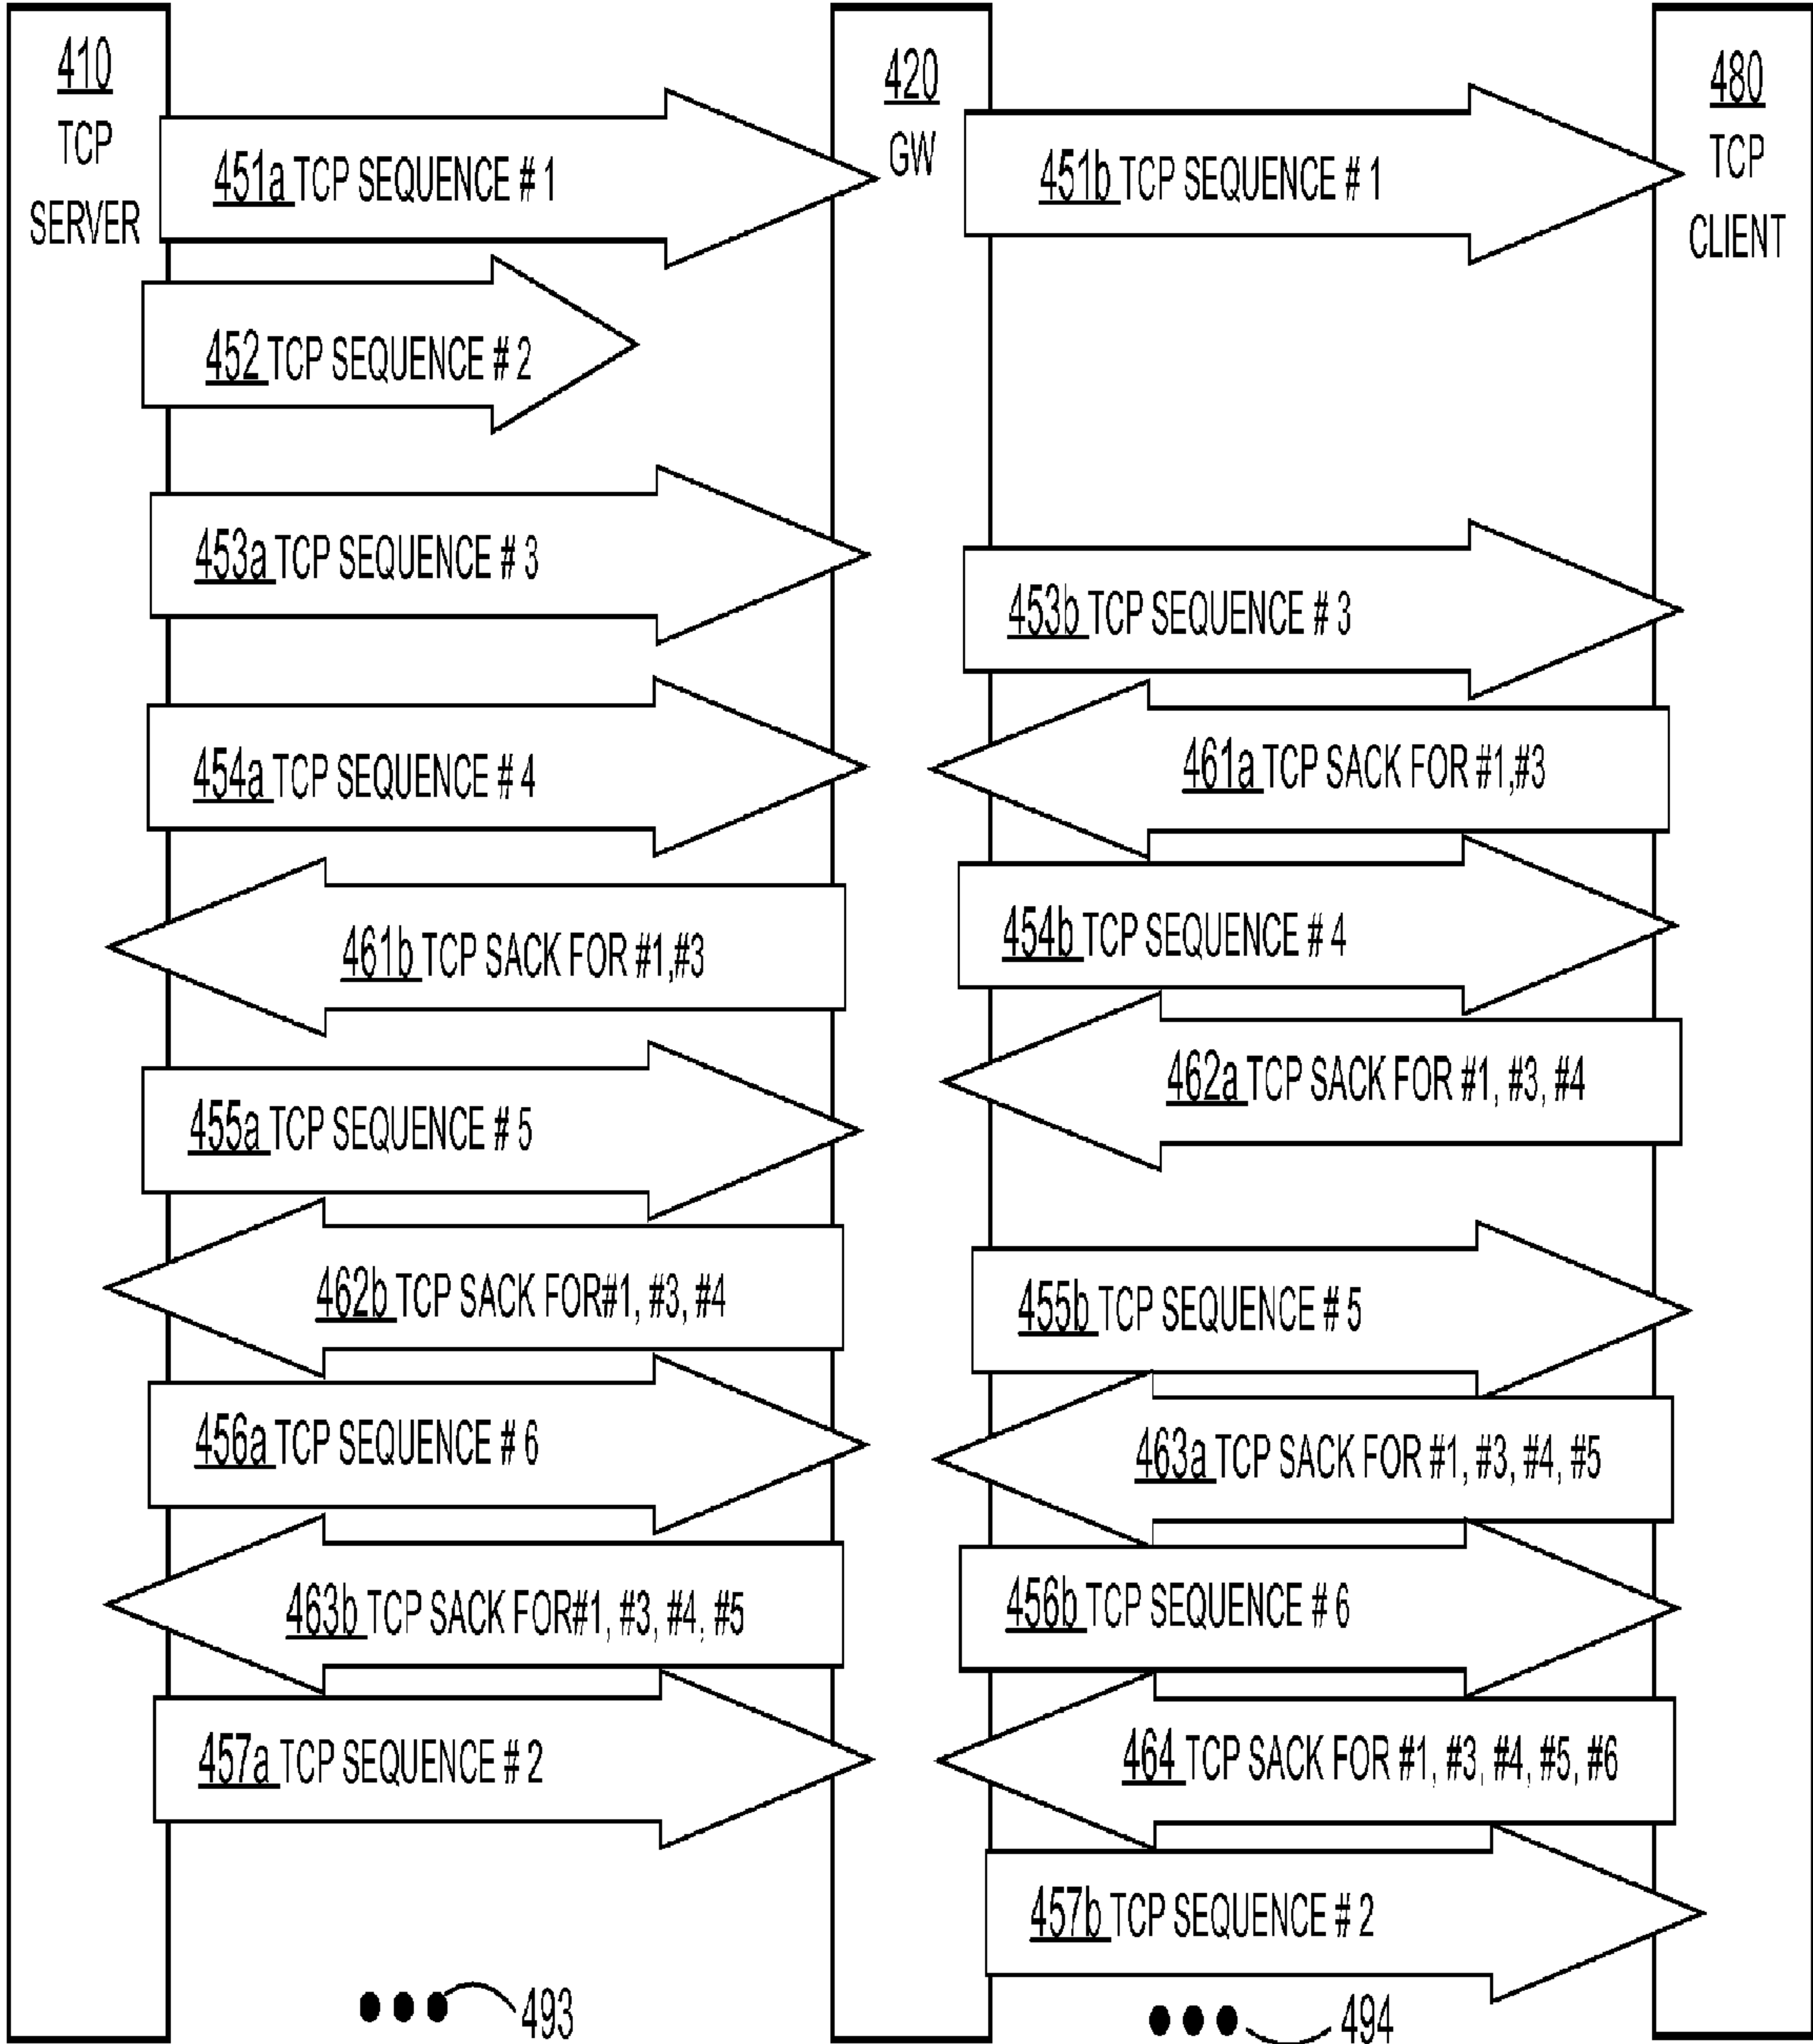 410
TCP
SERVER
420
GW
480
TCP
CLIENT
451a TCP SEQUENCE # 1
451b TCP SEQUENCE # 1
452 TCP SEQUENCE # 2
453a TCP SEQUENCE # 3
453b TCP SEQUENCE # 3
454a TCP SEQUENCE # 4
461a TCP SACK FOR #1,#3
461b TCP SACK FOR #1,#3
454b TCP SEQUENCE # 4
462a TCP SACK FOR #1, #3, #4
455a TCP SEQUENCE # 5
462b TCP SACK FOR#1, #3, #4
455b TCP SEQUENCE # 5
456a TCP SEQUENCE # 6
463a TCP SACK FOR #1, #3, #4, #5
463b TCP SACK FOR#1, #3, #4, #5
456b TCP SEQUENCE # 6
457a TCP SEQUENCE # 2
464 TCP SACK FOR #1, #3, #4, #5, #6
457b TCP SEQUENCE # 2
493
494